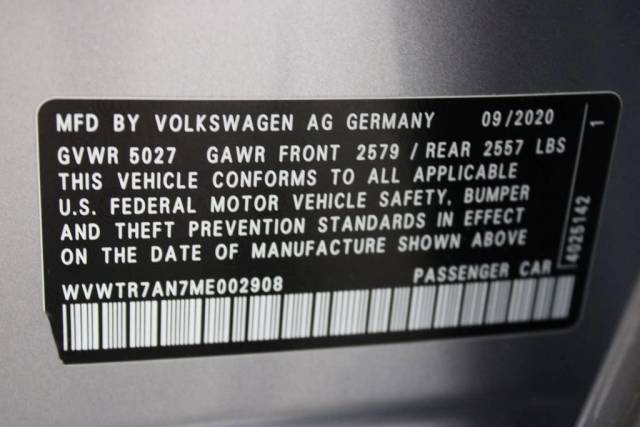 MFD BY VOLKSWAGEN AG GERMANY 09/2020
GVWR 5027 GAWR FRONT 2579 / REAR 2557 LBS
THIS VEHICLE CONFORMS TO ALL APPLICABLE
U.S. FEDERAL MOTOR VEHICLE SAFETY, BUMPER
AND THEFT PREVENTION STANDARDS IN EFFECT
ON THE DATE OF MANUFACTURE SHOWN ABOVE
WVWTR7AN7ME002908 PASSENGER CAR
4025142 1